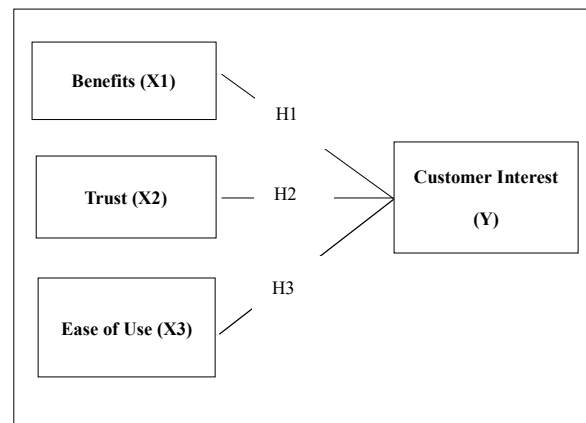 Benefits (X1)
H1
Customer Interest
(Y)
Trust (X2)
H2
H3
Ease of Use (X3)